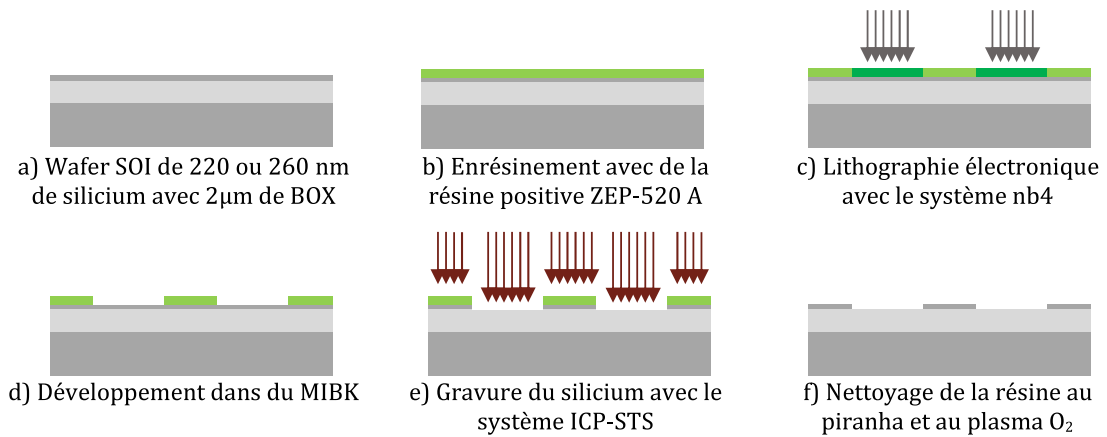 a) Wafer SOI de 220 ou 260 nm
de silicium avec 2μm de BOX
b) Enrésinement avec de la
résine positive ZEP-520 A
c) Lithographie électronique
avec le système nb4
d) Développement dans du MIBK
e) Gravure du silicium avec le
système ICP-STS
f) Nettoyage de la résine au
piranha et au plasma O₂